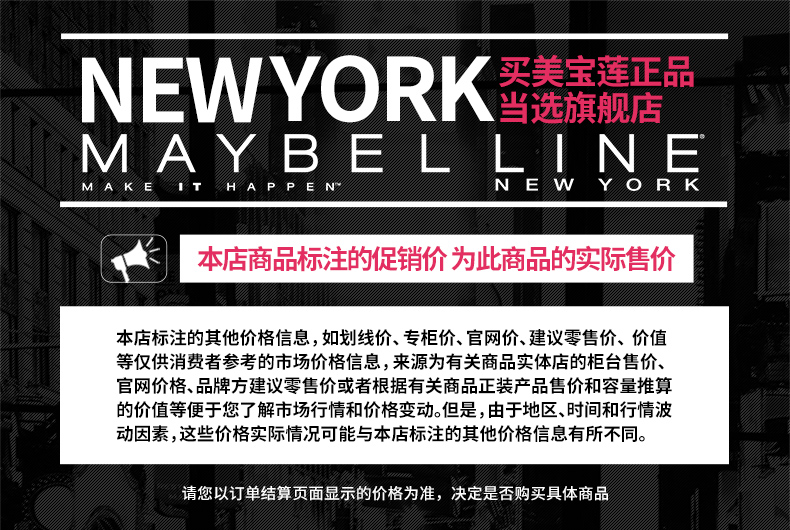 NEW YORK
买美宝莲正品
当选旗舰店
MAYBELLINE®
MAKE IT HAPPEN™ NEW YORK
本店商品标注的促销价 为此商品的实际售价
本店标注的其他价格信息，如划线价、专柜价、官网价、建议零售价、价值
等仅供消费者参考的市场价格信息，来源为有关商品实体店的柜台售价、
官网价格、品牌方建议零售价或者根据有关商品正装产品售价和容量推算
的价值等便于您了解市场行情和价格变动。但是，由于地区、时间和行情波
动因素，这些价格实际情况可能与本店标注的其他价格信息有所不同。
请您以订单结算页面显示的价格为准，决定是否购买具体商品